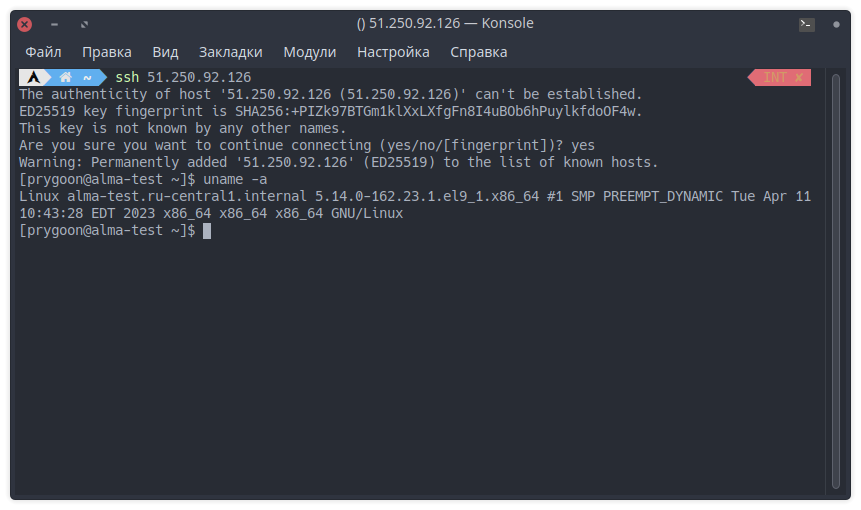 () 51.250.92.126 — Konsole
Файл Правка Вид Закладки Модули Настройка Справка
~ ssh 51.250.92.126 INT ✘
The authenticity of host '51.250.92.126 (51.250.92.126)' can't be established.
ED25519 key fingerprint is SHA256:+PIZk97BTGm1klXxLXfgFn8I4uBOb6hPuylkfdoOF4w.
This key is not known by any other names.
Are you sure you want to continue connecting (yes/no/[fingerprint])? yes
Warning: Permanently added '51.250.92.126' (ED25519) to the list of known hosts.
[prygoon@alma-test ~]$ uname -a
Linux alma-test.ru-central1.internal 5.14.0-162.23.1.el9_1.x86_64 #1 SMP PREEMPT_DYNAMIC Tue Apr 11
10:43:28 EDT 2023 x86_64 x86_64 x86_64 GNU/Linux
[prygoon@alma-test ~]$